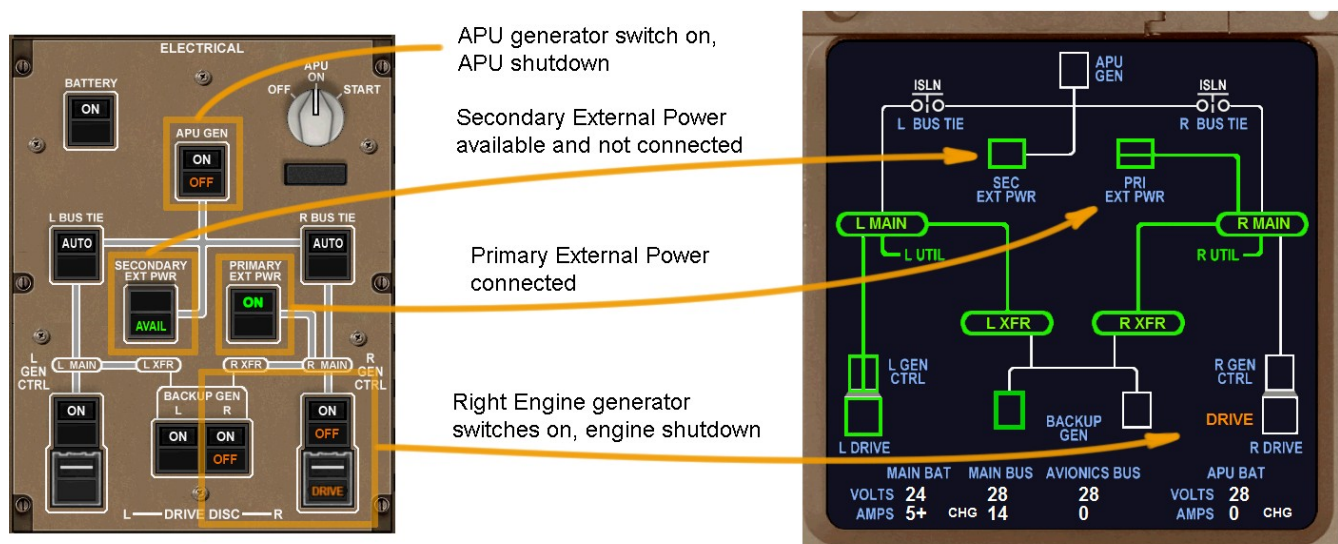 ELECTRICAL
BATTERY
ON
APU
OFF ON START
APU GEN
ON
OFF
L BUS TIE
AUTO
R BUS TIE
AUTO
SECONDARY
EXT PWR
AVAIL
PRIMARY
EXT PWR
ON
L
GEN
CTRL
L MAIN
L XFR
R XFR
R MAIN
R
GEN
CTRL
BACKUP GEN
L R
ON
ON
ON
OFF
ON
OFF
DRIVE
L DRIVE DISC R
APU generator switch on,
APU shutdown
Secondary External Power
available and not connected
Primary External Power
connected
Right Engine generator
switches on, engine shutdown
APU
GEN
ISLN
L BUS TIE
ISLN
R BUS TIE
SEC
EXT PWR
PRI
EXT PWR
L MAIN
R MAIN
L UTIL
R UTIL
L XFR
R XFR
L GEN
CTRL
R GEN
CTRL
BACKUP
GEN
DRIVE
L DRIVE
R DRIVE
MAIN BAT MAIN BUS AVIONICS BUS APU BAT
VOLTS 24 28 28 VOLTS 28
AMPS 5+ CHG 14 0 AMPS 0 CHG